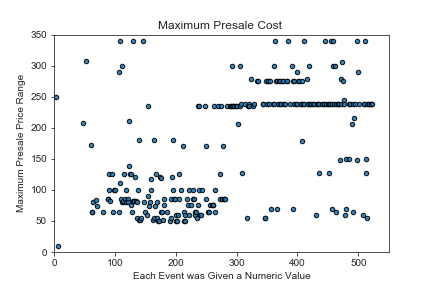 Maximum Presale Cost
350
300
250
200
150
100
50
0
Maximum Presale Price Range
0 100 200 300 400 500
Each Event was Given a Numeric Value